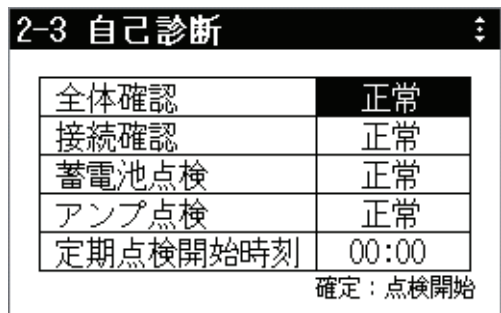 2-3 自己診断
全体確認 正常
接続確認 正常
蓄電池点検 正常
アンプ点検 正常
定期点検開始時刻 00:00
確定：点検開始